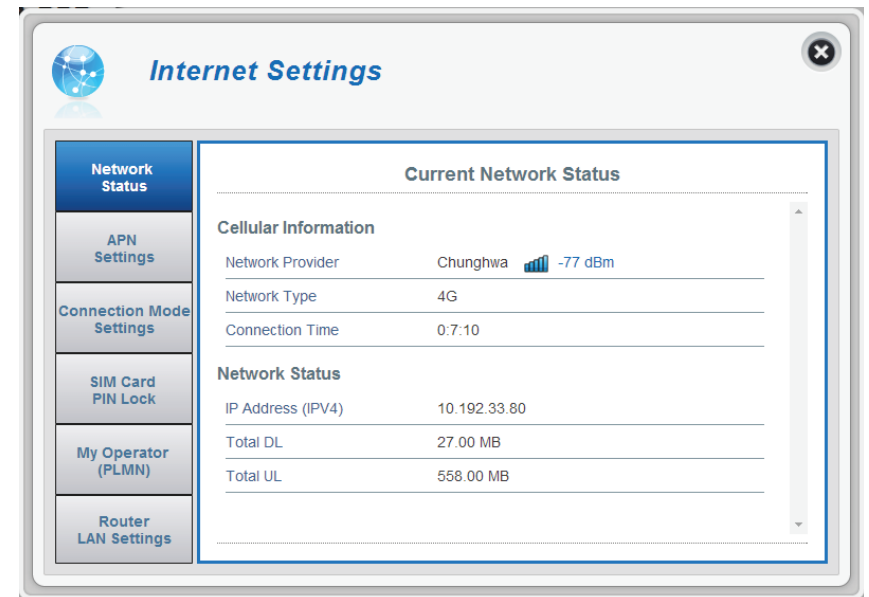 Internet Settings
Network
Status
APN
Settings
Connection Mode
Settings
SIM Card
PIN Lock
My Operator
(PLMN)
Router
LAN Settings
Current Network Status
Cellular Information
Network Provider Chunghwa -77 dBm
Network Type 4G
Connection Time 0:7:10
Network Status
IP Address (IPV4) 10.192.33.80
Total DL 27.00 MB
Total UL 558.00 MB